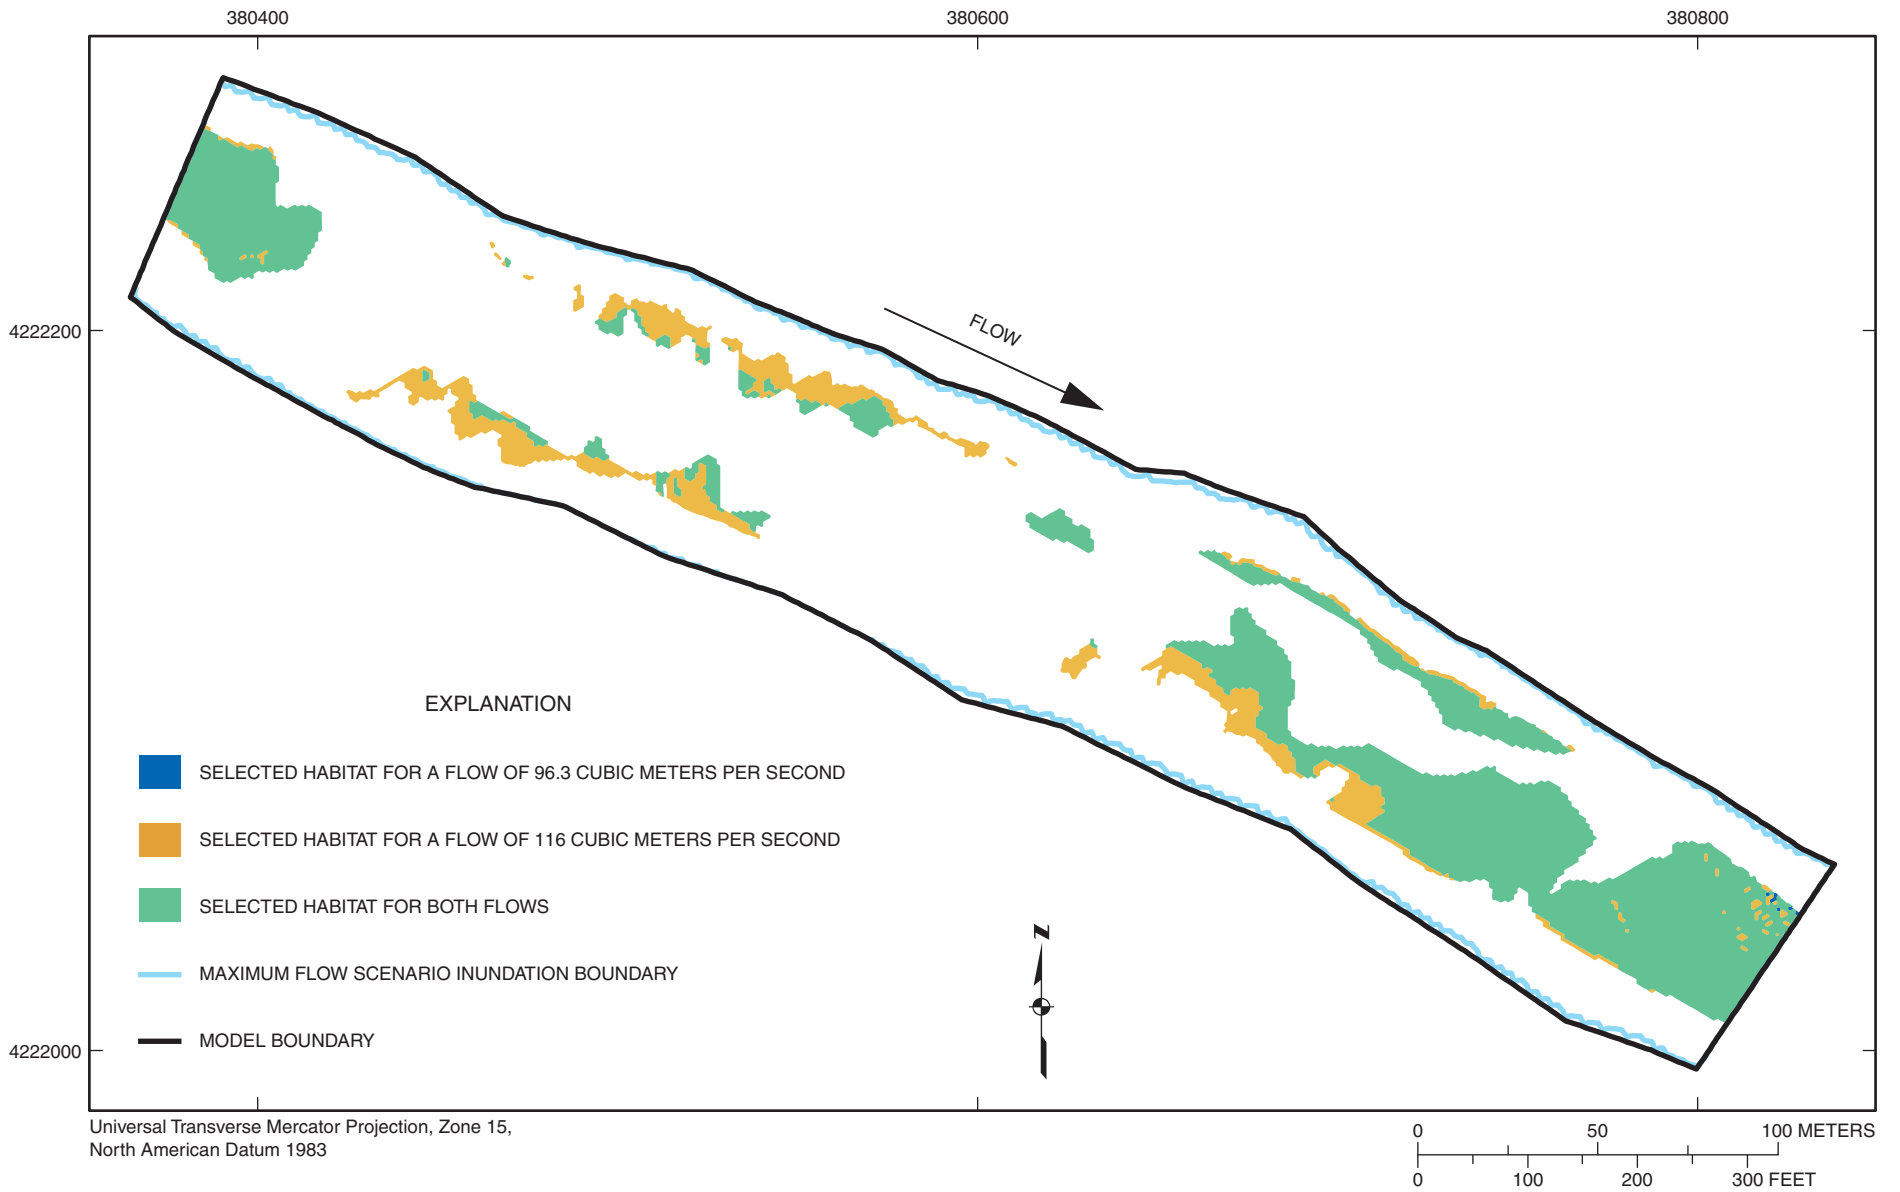 380400
380600
380800
4222200
FLOW
EXPLANATION
SELECTED HABITAT FOR A FLOW OF 96.3 CUBIC METERS PER SECOND
SELECTED HABITAT FOR A FLOW OF 116 CUBIC METERS PER SECOND
SELECTED HABITAT FOR BOTH FLOWS
MAXIMUM FLOW SCENARIO INUNDATION BOUNDARY
MODEL BOUNDARY
N
4222000
Universal Transverse Mercator Projection, Zone 15,
North American Datum 1983
0 50 100 METERS
0 100 200 300 FEET